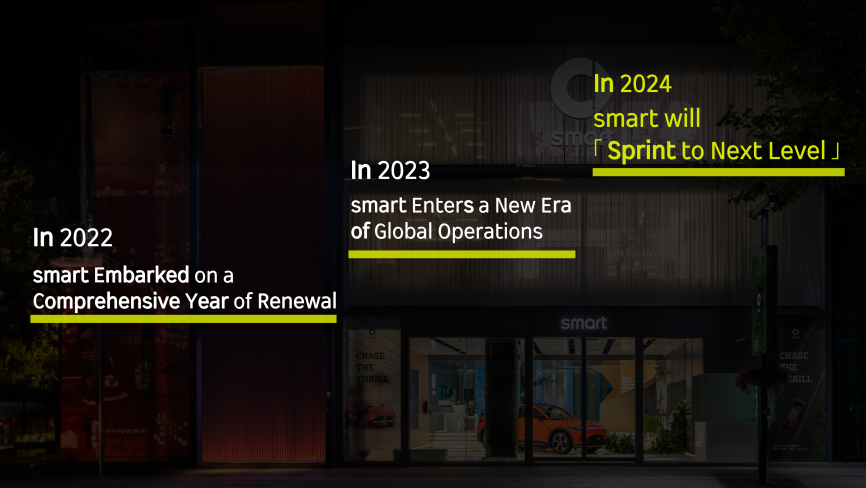 In 2022
smart Embarked on a
Comprehensive Year of Renewal
In 2023
smart Enters a New Era
of Global Operations
In 2024
smart will
「Sprint to Next Level」
smart
smart
CHASE
THE
THRILL
CHASE
THE
THRILL